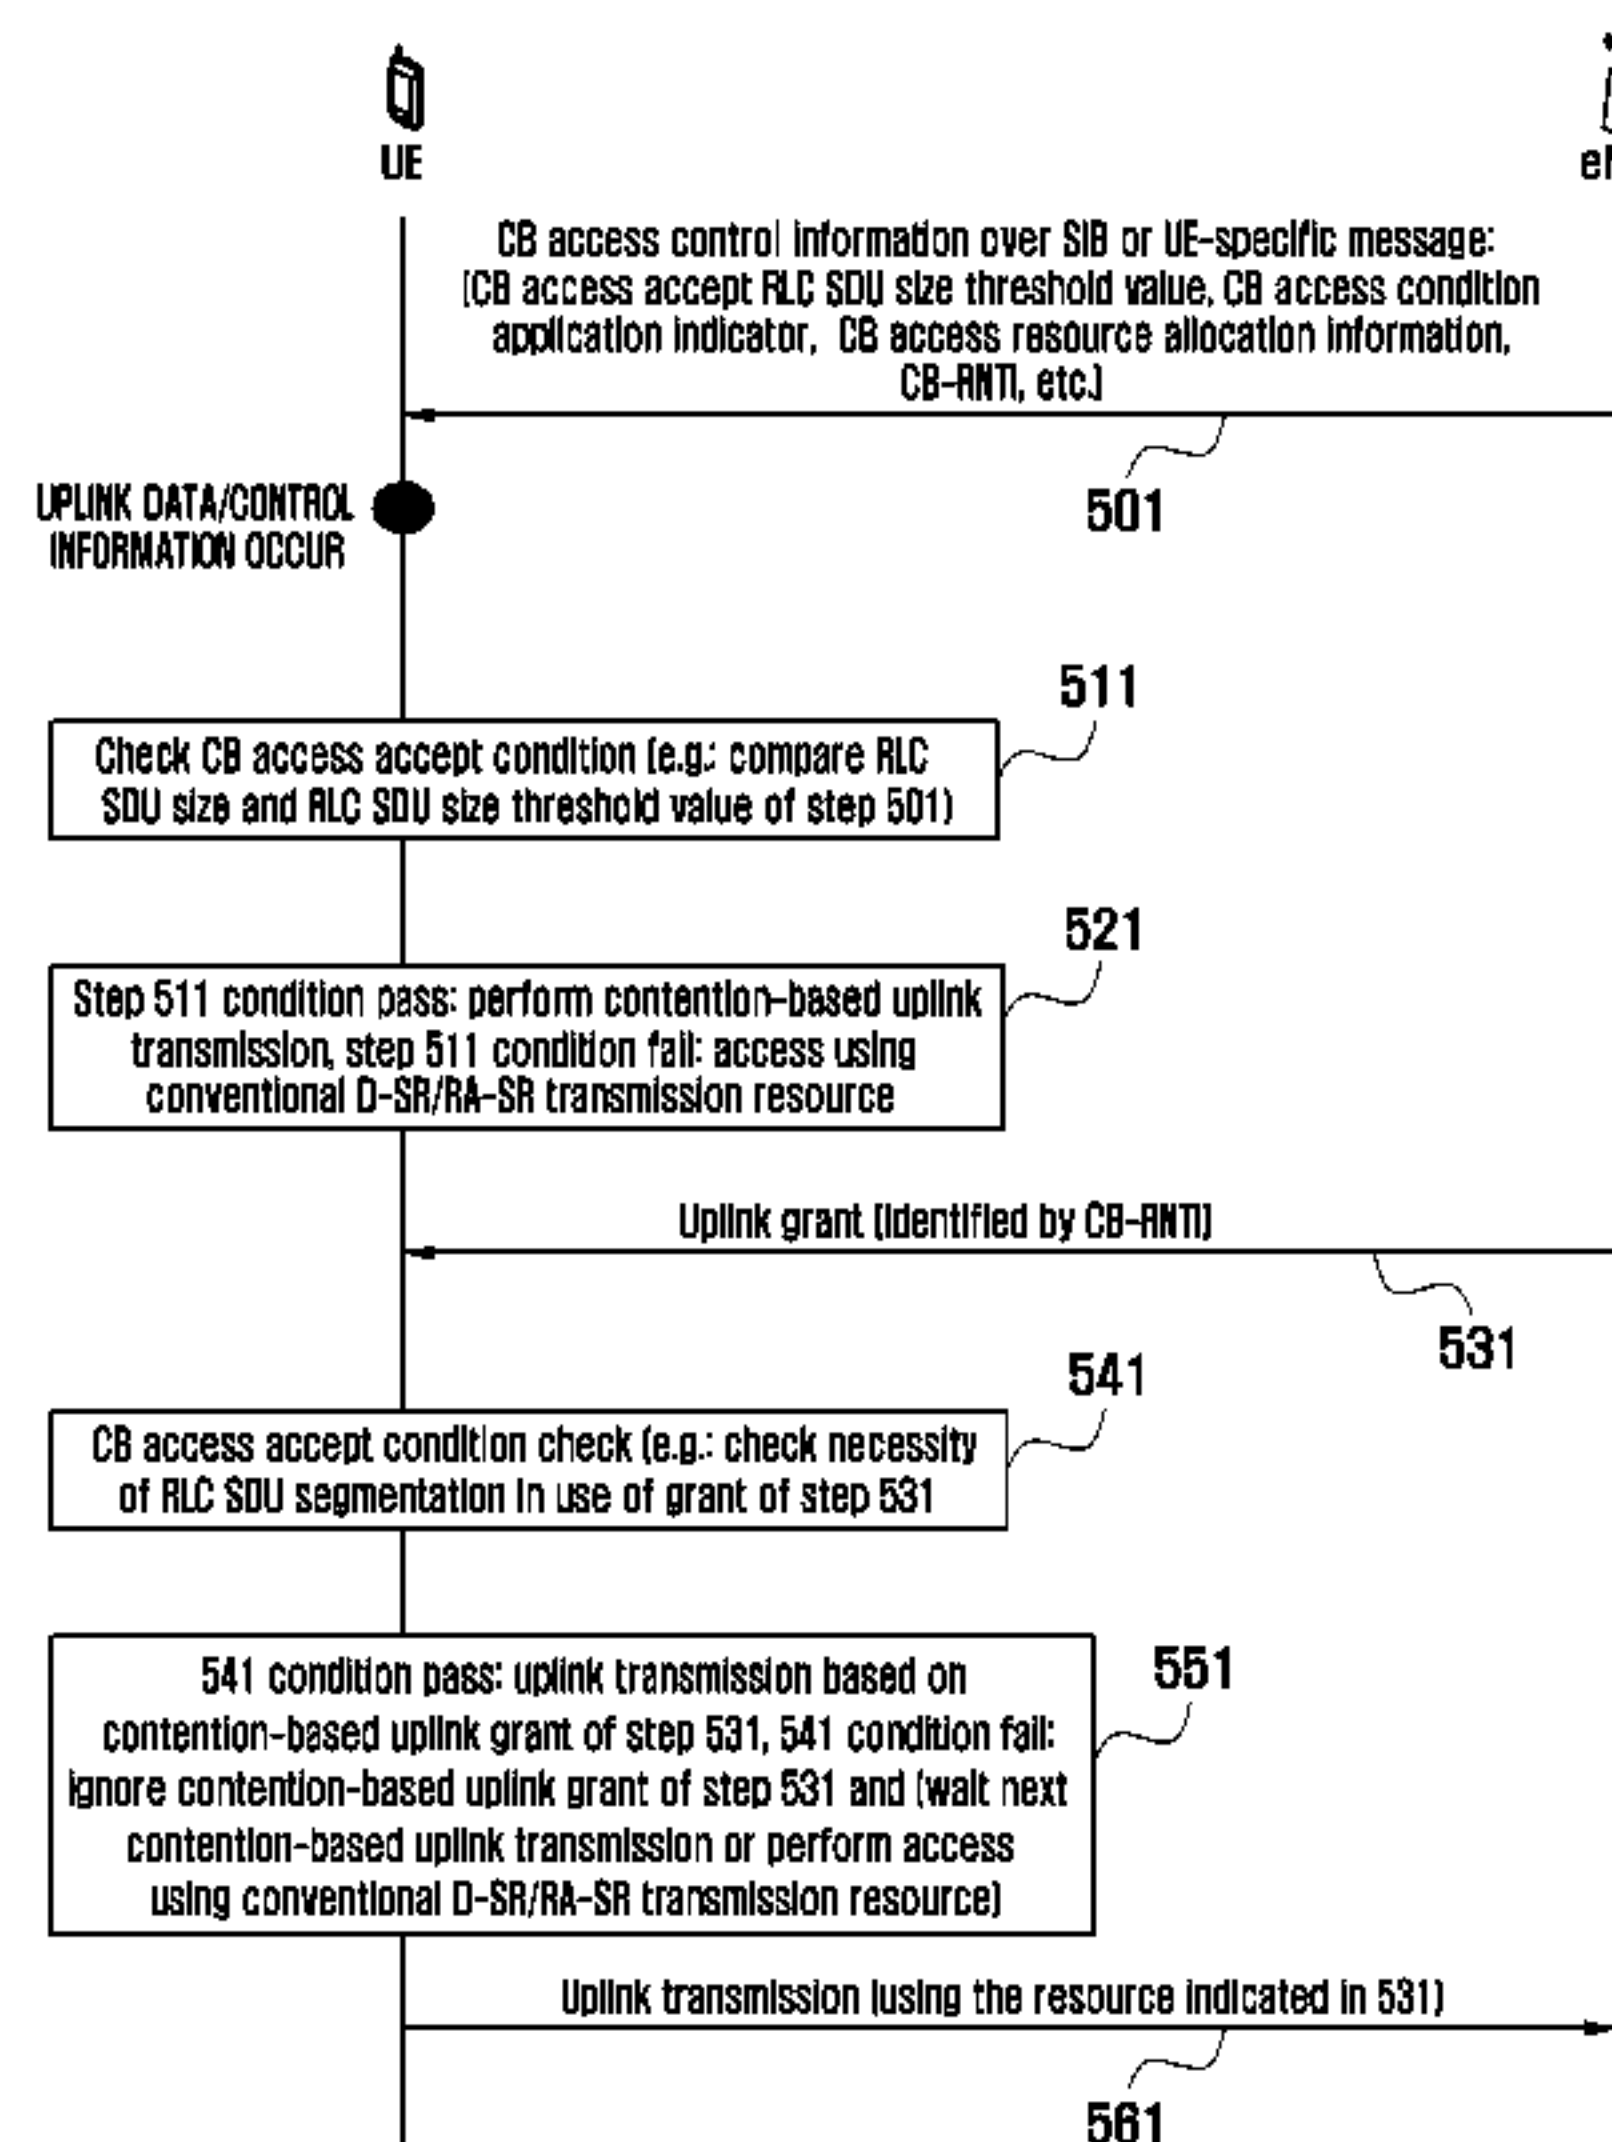 UE
CB access control information over SIB or UE-specific message:
(CB access accept RLC SDU size threshold value, CB access condition
application indicator, CB access resource allocation information,
CB-RNTI, etc.)
501
UPLINK DATA/CONTROL
INFORMATION OCCUR
511
Check CB access accept condition (e.g.: compare RLC
SDU size and RLC SDU size threshold value of step 501)
521
Step 511 condition pass: perform contention-based uplink
transmission, step 511 condition fail: access using
conventional D-SR/RA-SR transmission resource
Uplink grant (identified by CB-RNTI)
531
541
CB access accept condition check (e.g.: check necessity
of RLC SDU segmentation in use of grant of step 531
551
541 condition pass: uplink transmission based on
contention-based uplink grant of step 531, 541 condition fail:
ignore contention-based uplink grant of step 531 and (wait next
contention-based uplink transmission or perform access
using conventional D-SR/RA-SR transmission resource)
Uplink transmission (using the resource indicated in 531)
561